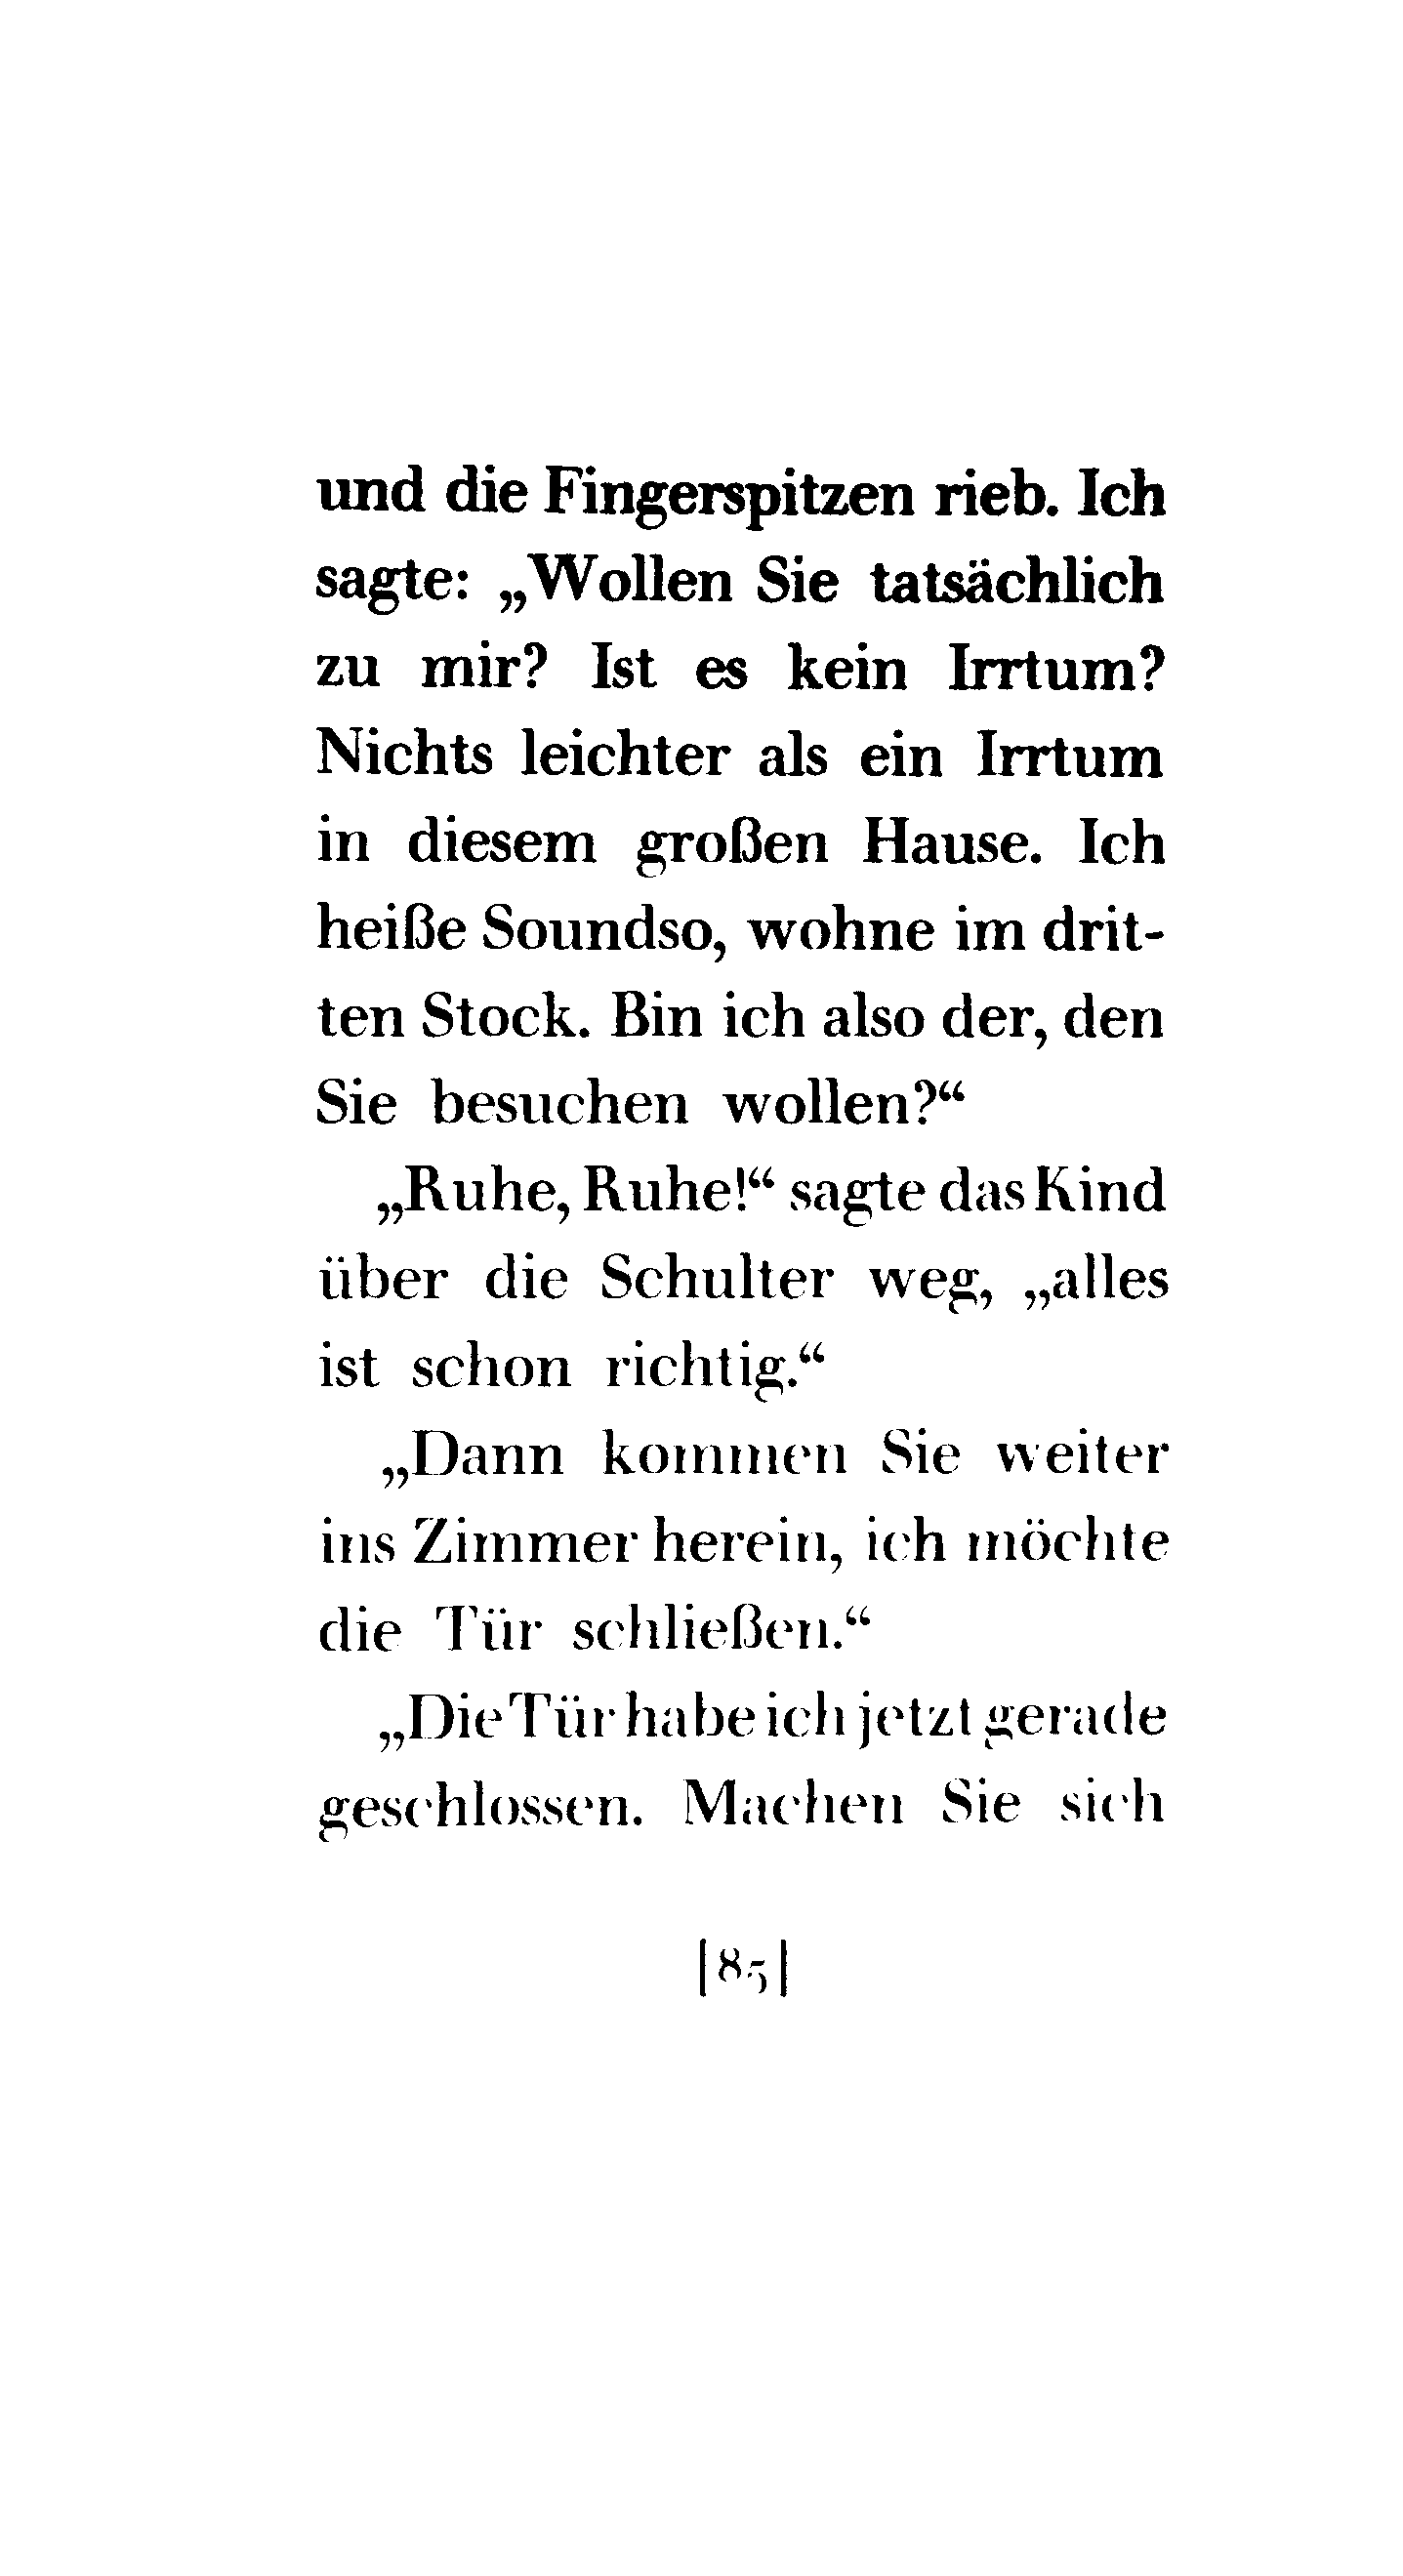 und die Fingerspitzen rieb. Ich
sagte: „Wollen Sie tatsächlich
zu mir? Ist es kein Irrtum?
Nichts leichter als ein Irrtum
in diesem großen Hause. Ich
heiße Soundso, wohne im drit-
ten Stock. Bin ich also der, den
Sie besuchen wollen?“
„Ruhe, Ruhe!“ sagte das Kind
über die Schulter weg, „alles
ist schon richtig.“
„Dann kommen Sie weiter
ins Zimmer herein, ich möchte
die Tür schließen.“
„Die Tür habe ich jetzt gerade
geschlossen. Machen Sie sich
|85|